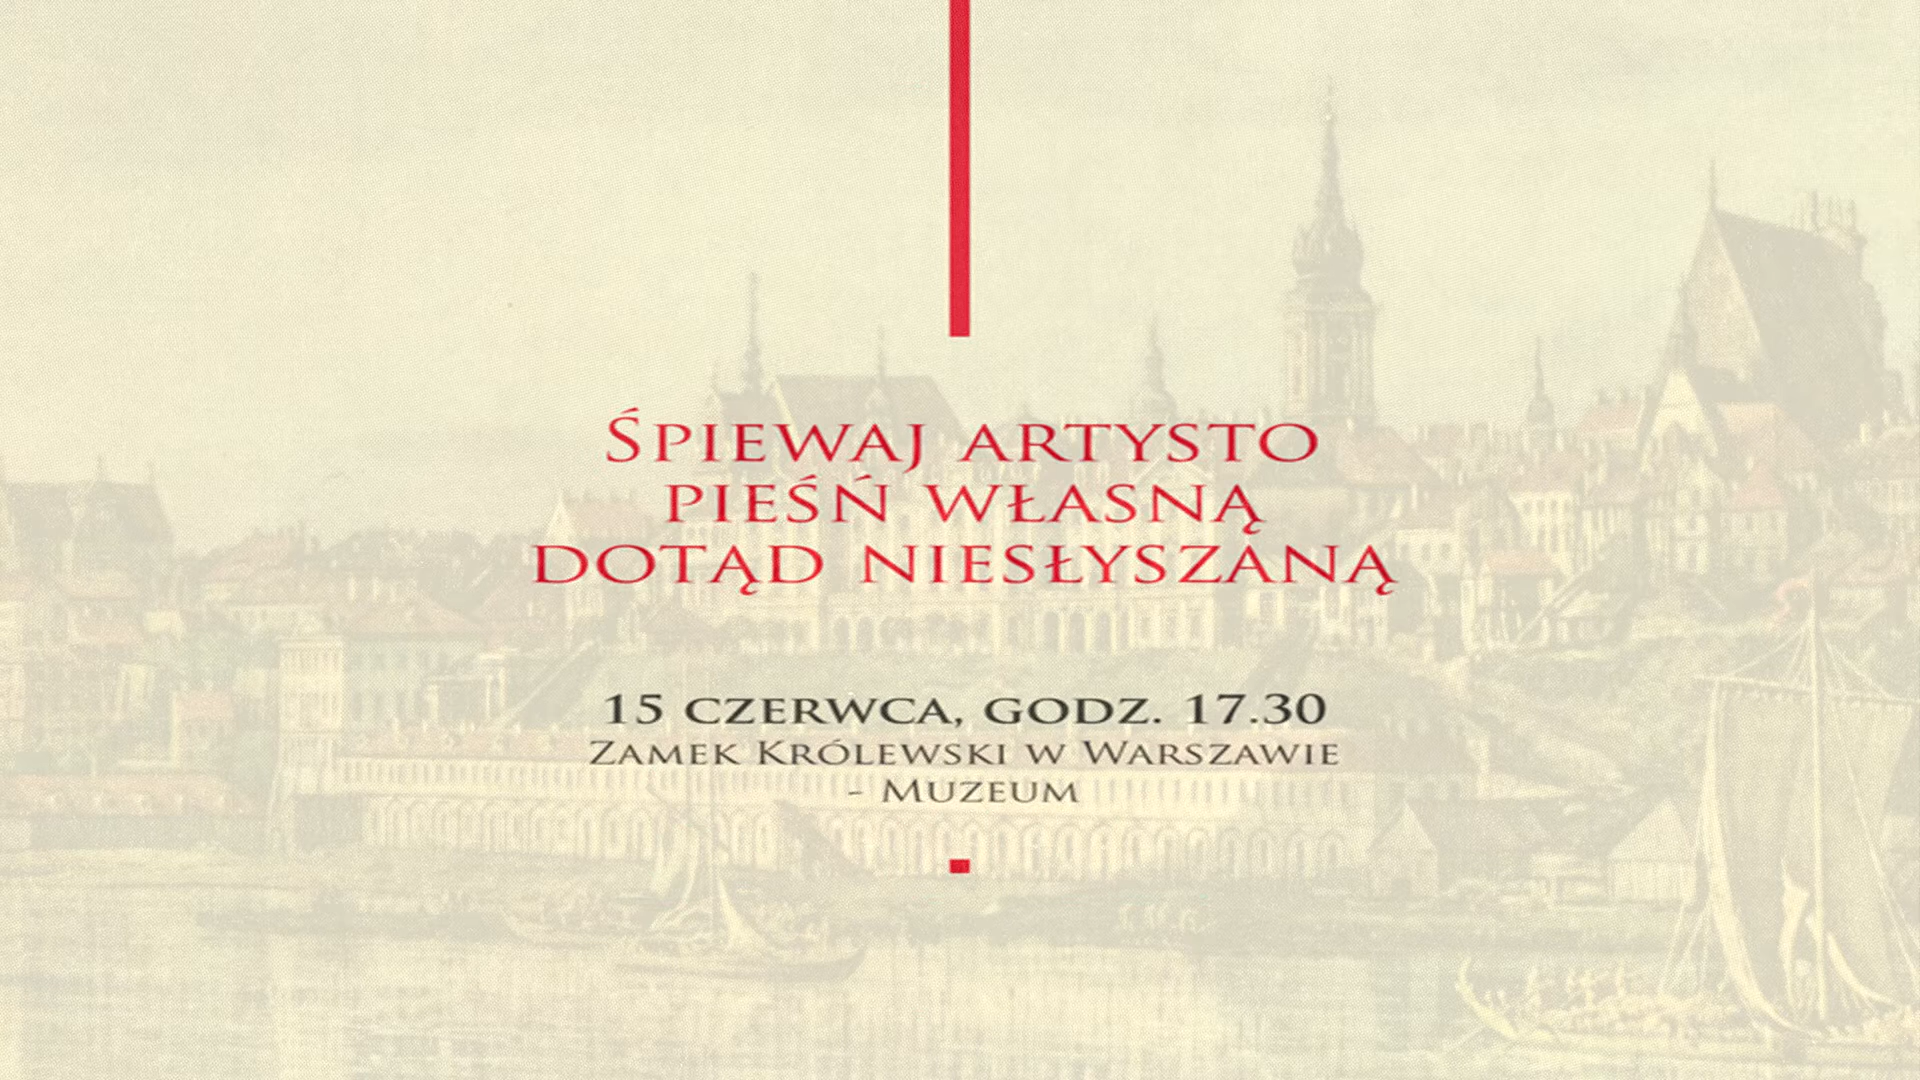 Śpiewaj artysto
pieśń własną
dotąd niesłyszaną
15 czerwca, godz. 17.30
Zamek Królewski w Warszawie
- Muzeum